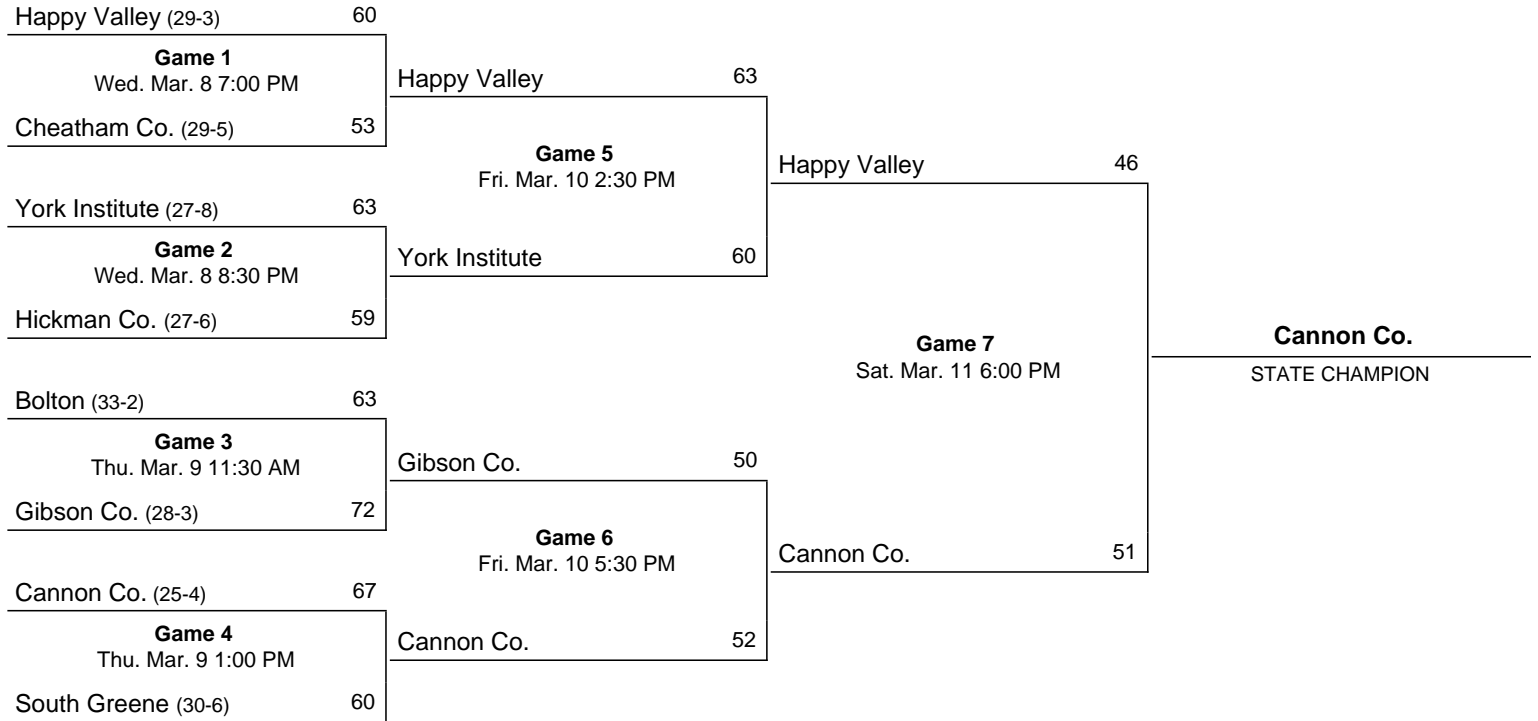 Happy Valley (29-3) 60
Game 1
Wed. Mar. 8 7:00 PM
Cheatham Co. (29-5) 53
York Institute (27-8) 63
Game 2
Wed. Mar. 8 8:30 PM
Hickman Co. (27-6) 59
Bolton (33-2) 63
Game 3
Thu. Mar. 9 11:30 AM
Gibson Co. (28-3) 72
Cannon Co. (25-4) 67
Game 4
Thu. Mar. 9 1:00 PM
South Greene (30-6) 60
Happy Valley 63
Game 5
Fri. Mar. 10 2:30 PM
York Institute 60
Gibson Co. 50
Game 6
Fri. Mar. 10 5:30 PM
Cannon Co. 52
Happy Valley 46
Game 7
Sat. Mar. 11 6:00 PM
Cannon Co. 51
Cannon Co.
STATE CHAMPION